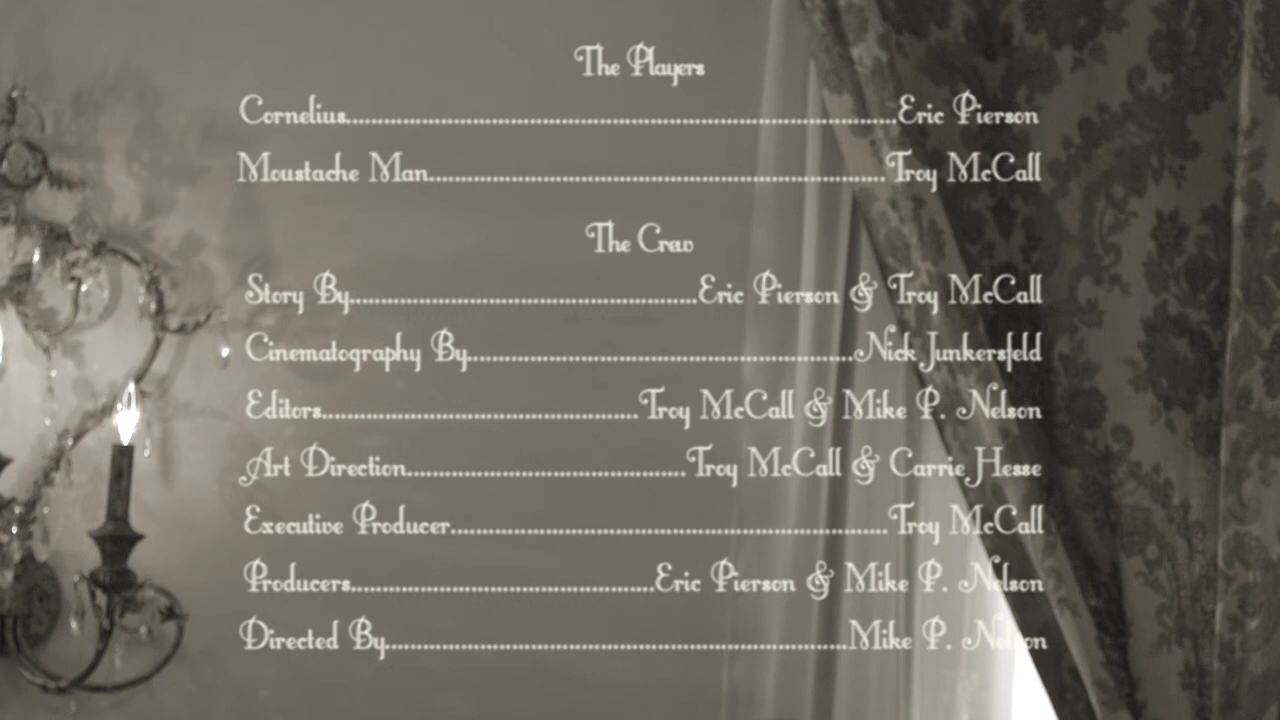 The Players
Cornelius........................Eric Pierson
Moustache Man........................Troy McCall
The Crew
Story By........................Eric Pierson & Troy McCall
Cinematography By........................Nick Junkersfeld
Editors........................Troy McCall & Mike P. Nelson
Art Direction........................Troy McCall & Carrie Hesse
Executive Producer........................Troy McCall
Producers........................Eric Pierson & Mike P. Nelson
Directed By........................Mike P. Nelson